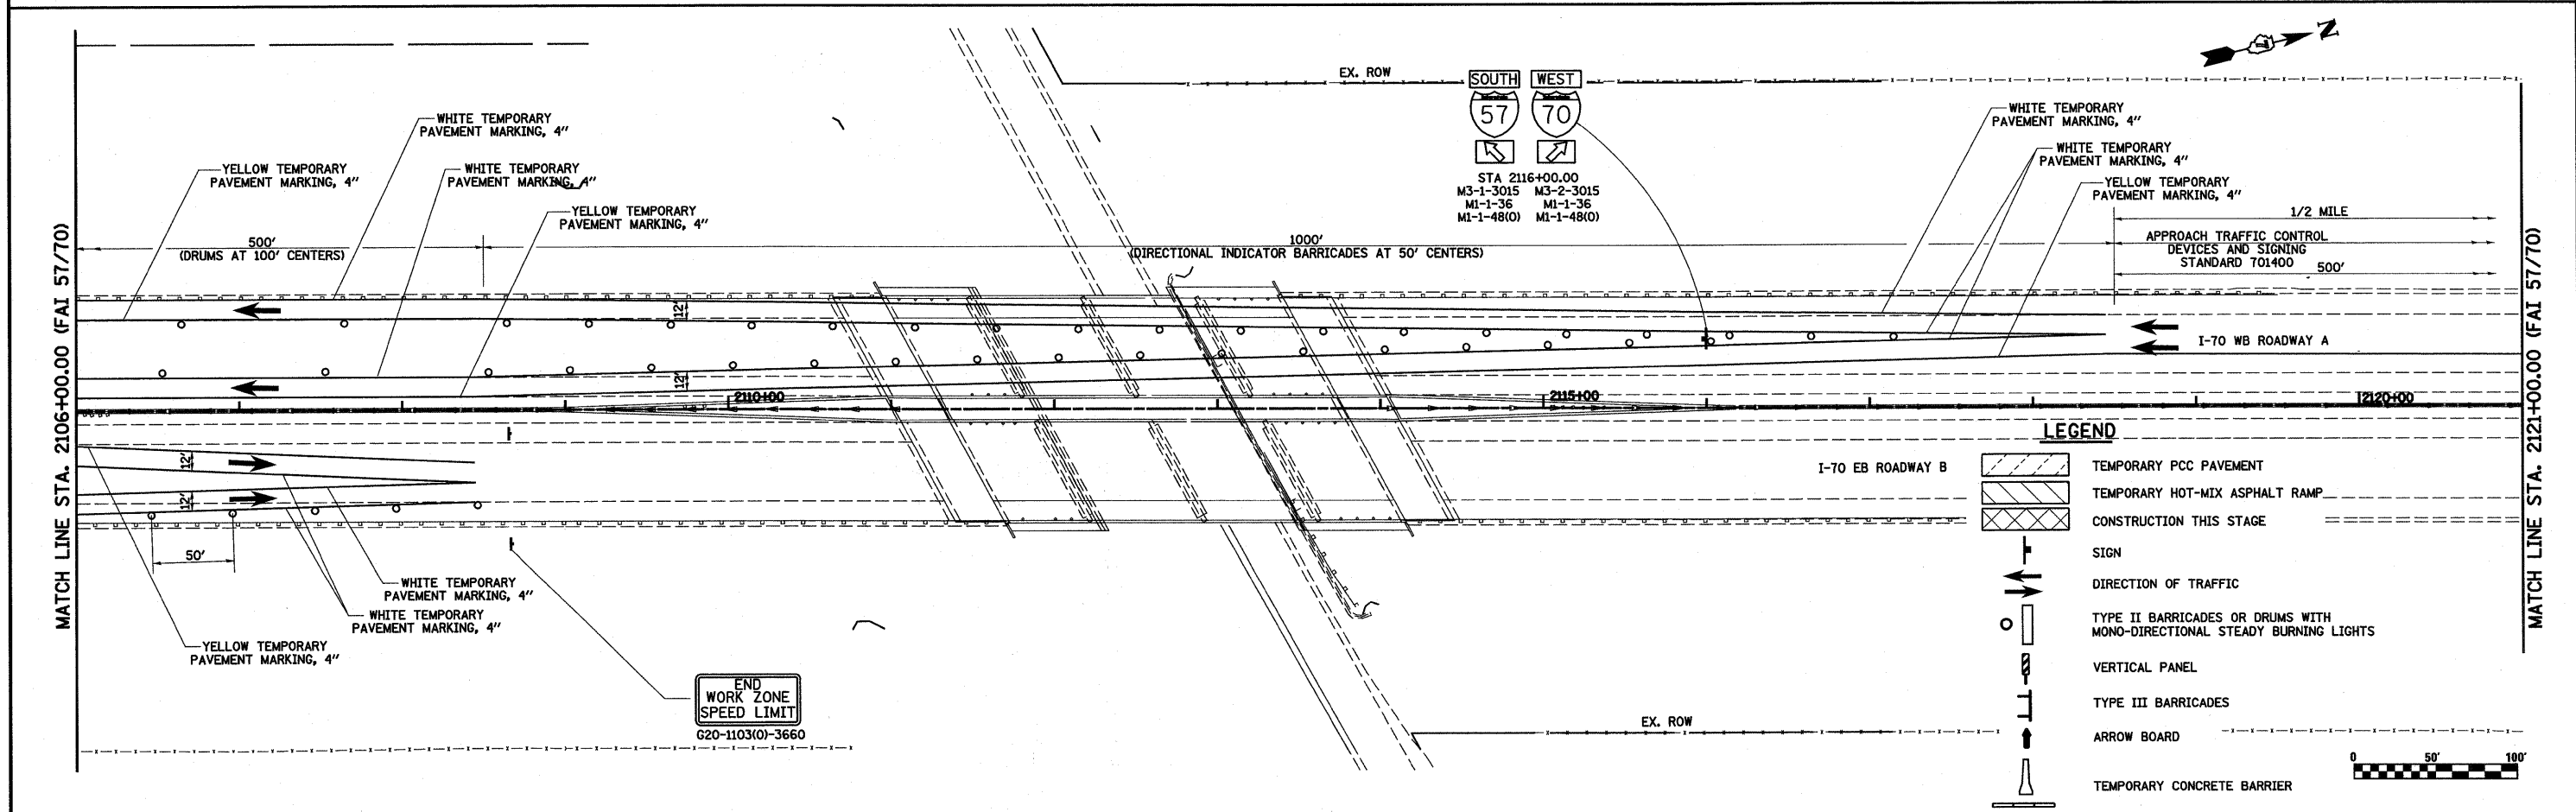 N
EX. ROW
SOUTH WEST
Interstate Interstate
57 70
STA 2116+00.00
M3-1-3015 M3-2-3015
M1-1-36 M1-1-36
M1-1-48(O) M1-1-48(O)
WHITE TEMPORARY
PAVEMENT MARKING, 4"
YELLOW TEMPORARY
PAVEMENT MARKING, 4"
WHITE TEMPORARY
PAVEMENT MARKING, 4"
YELLOW TEMPORARY
PAVEMENT MARKING, 4"
WHITE TEMPORARY
PAVEMENT MARKING, 4"
WHITE TEMPORARY
PAVEMENT MARKING, 4"
YELLOW TEMPORARY
PAVEMENT MARKING, 4"
500'
(DRUMS AT 100' CENTERS)
1000'
(DIRECTIONAL INDICATOR BARRICADES AT 50' CENTERS)
1/2 MILE
APPROACH TRAFFIC CONTROL
DEVICES AND SIGNING
STANDARD 701400
500'
MATCH LINE STA. 2106+00.00 (FAI 57/70)
MATCH LINE STA. 2121+00.00 (FAI 57/70)
12'
12'
I-70 WB ROADWAY A
2110+00
2115+00
2120+00
12'
12'
50'
I-70 EB ROADWAY B
WHITE TEMPORARY
PAVEMENT MARKING, 4"
WHITE TEMPORARY
PAVEMENT MARKING, 4"
YELLOW TEMPORARY
PAVEMENT MARKING, 4"
END
WORK ZONE
SPEED LIMIT
G20-1103(O)-3660
EX. ROW
LEGEND
TEMPORARY PCC PAVEMENT
TEMPORARY HOT-MIX ASPHALT RAMP
CONSTRUCTION THIS STAGE
SIGN
DIRECTION OF TRAFFIC
TYPE II BARRICADES OR DRUMS WITH
MONO-DIRECTIONAL STEADY BURNING LIGHTS
VERTICAL PANEL
TYPE III BARRICADES
ARROW BOARD
TEMPORARY CONCRETE BARRIER
0 50' 100'